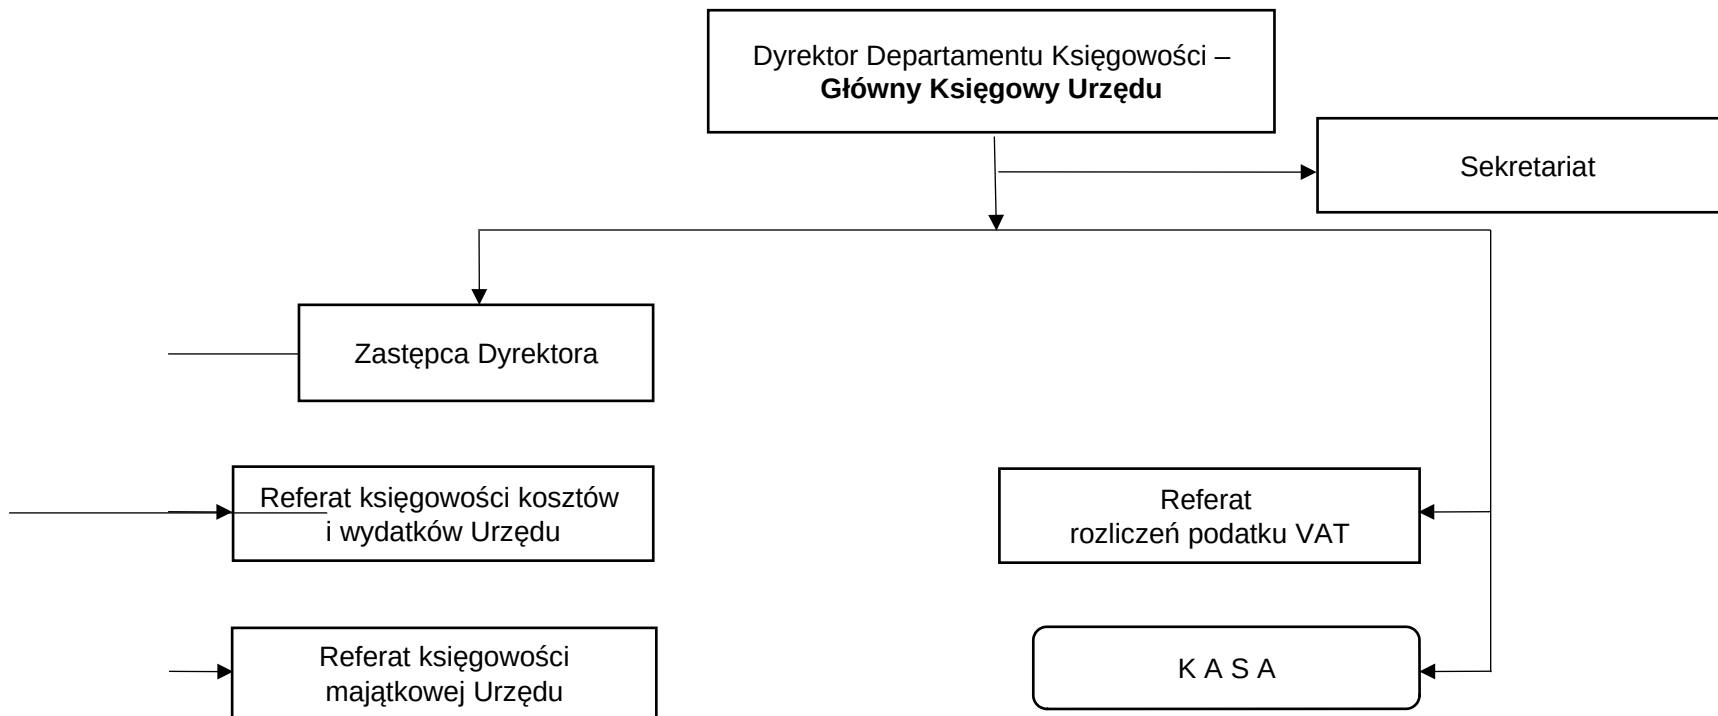 Dyrektor Departamentu Księgowości –
Główny Księgowy Urzędu
Sekretariat
Zastępca Dyrektora
Referat księgowości kosztów
i wydatków Urzędu
Referat
rozliczeń podatku VAT
Referat księgowości
majątkowej Urzędu
K A S A